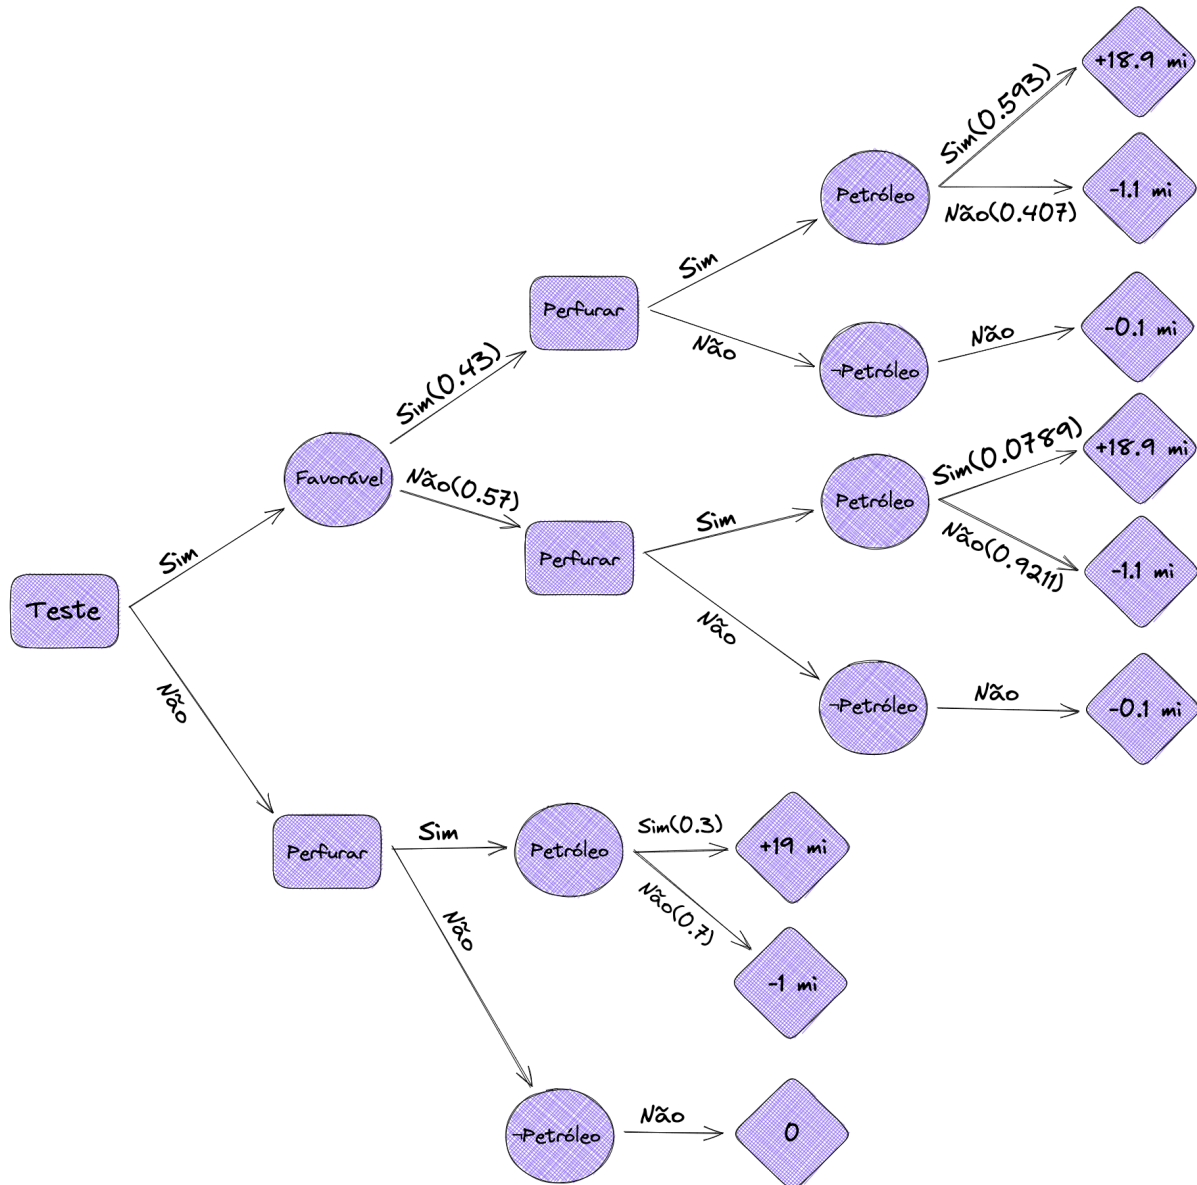 +18.9 mi
Sim(0.593)
Petróleo
-1.1 mi
Não(0.407)
Sim
Perfurar
Não
¬Petróleo
Não
-0.1 mi
Sim(0.43)
Favorável
Não(0.57)
Sim(0.0789)
+18.9 mi
Petróleo
Sim
Perfurar
Não(0.9211)
-1.1 mi
Sim
Teste
Não
Não
¬Petróleo
Não
-0.1 mi
Perfurar
Sim
Petróleo
Sim(0.3)
+19 mi
Não(0.7)
Não
-1 mi
¬Petróleo
Não
0